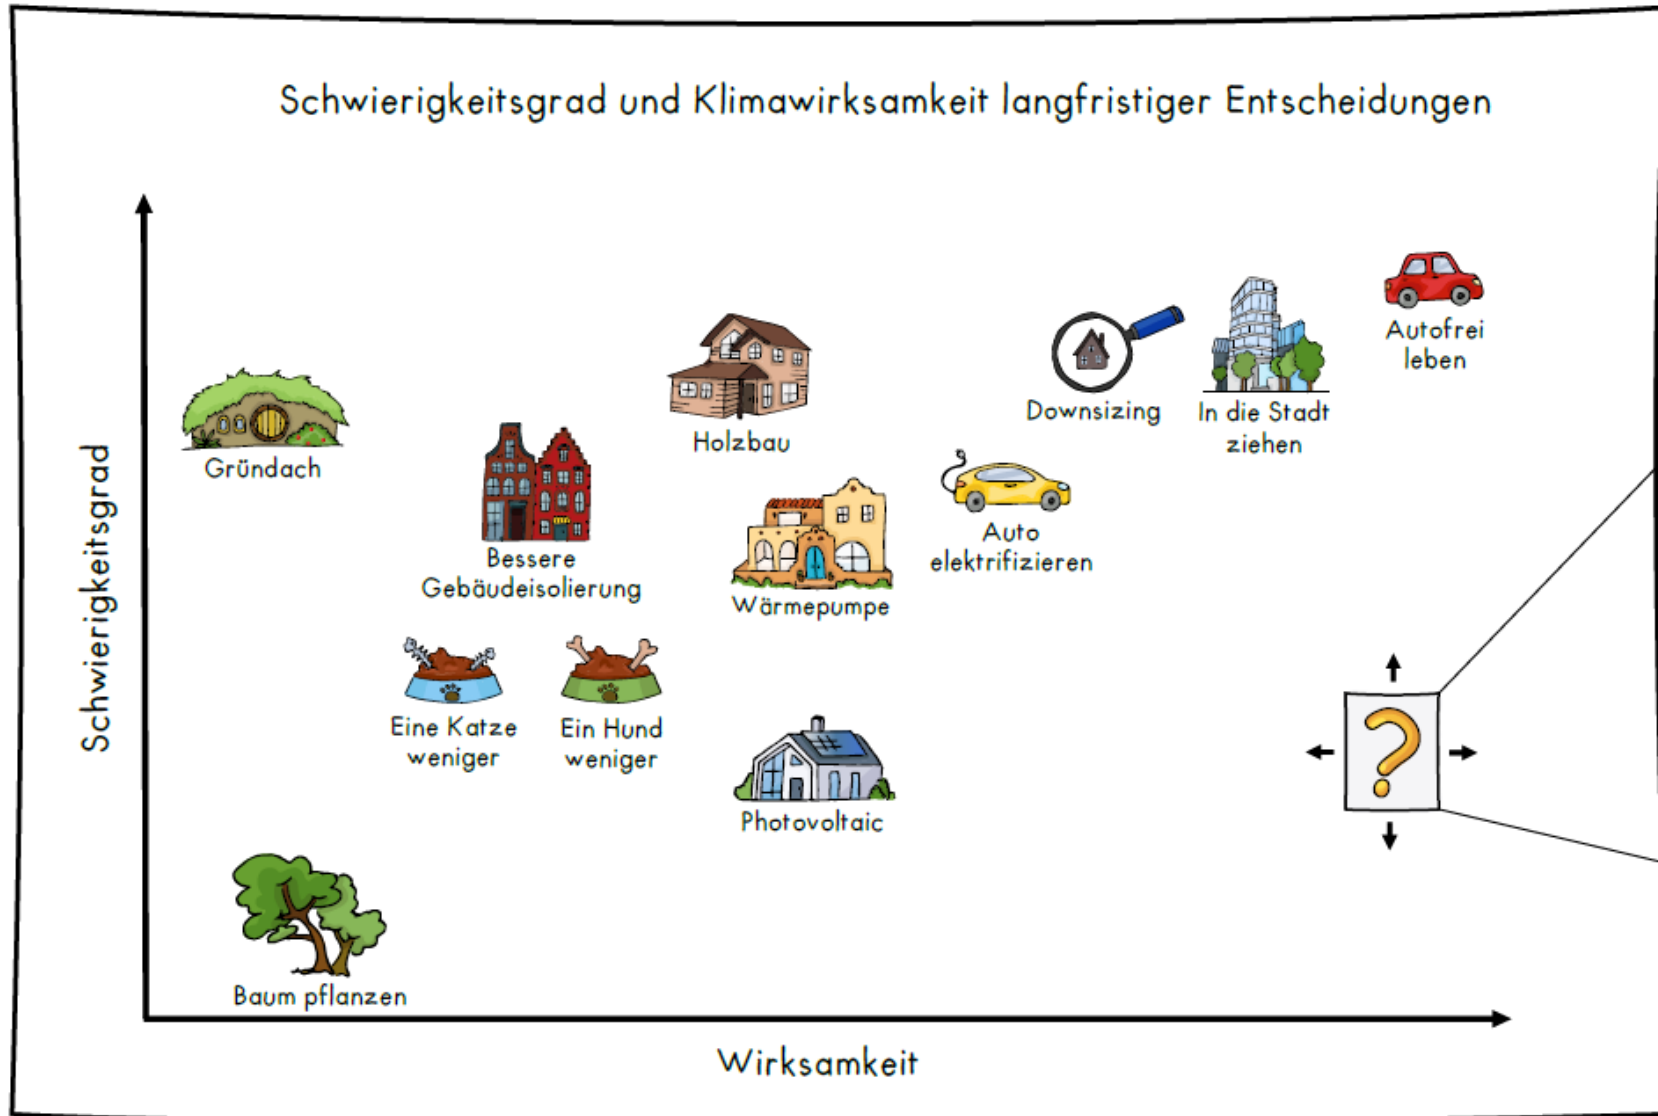 Schwierigkeitsgrad und Klimawirksamkeit langfristiger Entscheidungen
Schwierigkeitsgrad
Autofrei
leben
Downsizing
In die Stadt
ziehen
Holzbau
Gründach
Auto
elektrifizieren
Bessere
Gebäudeisolierung
Wärmepumpe
Eine Katze
weniger
Ein Hund
weniger
?
Photovoltaic
Baum pflanzen
Wirksamkeit